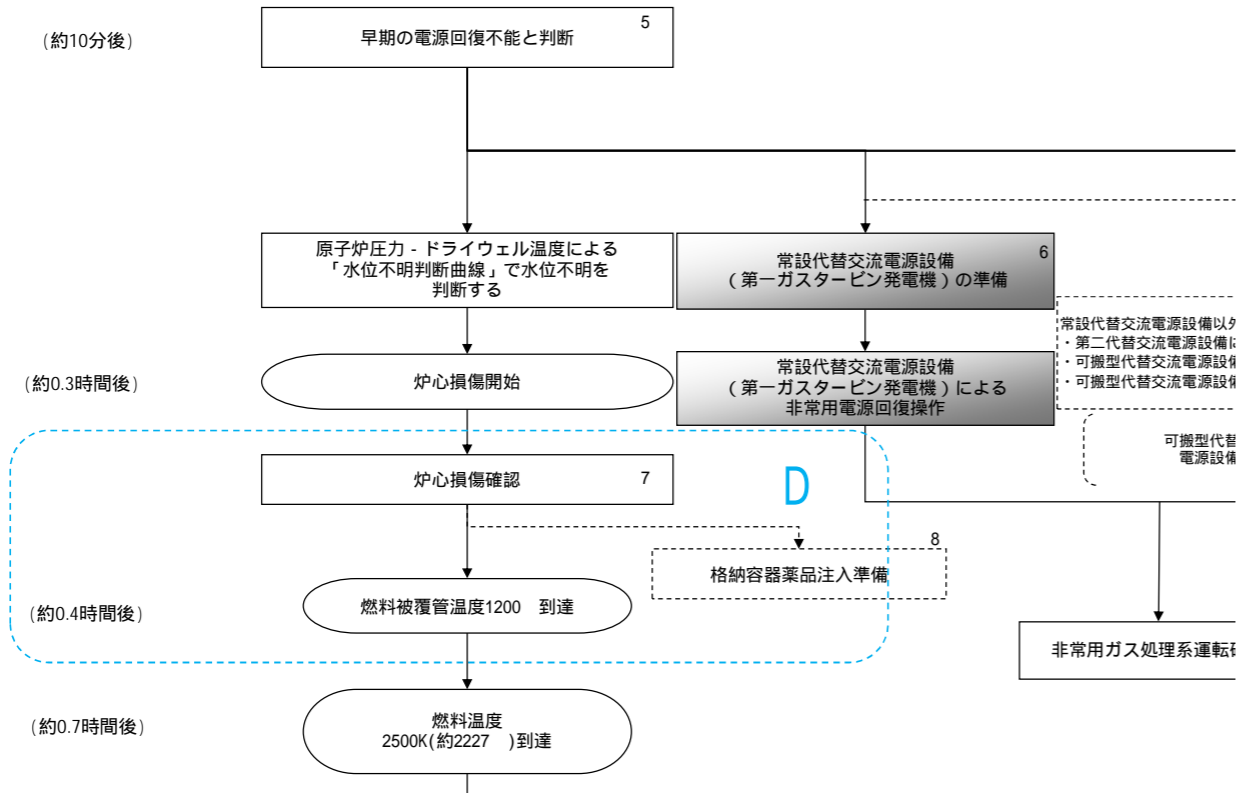 (約10分後)
早期の電源回復不能と判断
5
原子炉圧力 - ドライウェル温度による
「水位不明判断曲線」で水位不明を
判断する
6
常設代替交流電源設備
(第一ガスタービン発電機)の準備
常設代替交流電源設備以外
・第二代替交流電源設備に
・可搬型代替交流電源設備
・可搬型代替交流電源設備
(約0.3時間後)
炉心損傷開始
常設代替交流電源設備
(第一ガスタービン発電機)による
非常用電源回復操作
可搬型代替
電源設備
炉心損傷確認
7
D
8
格納容器薬品注入準備
(約0.4時間後)
燃料被覆管温度1200 到達
非常用ガス処理系運転
(約0.7時間後)
燃料温度
2500K(約2227 )到達